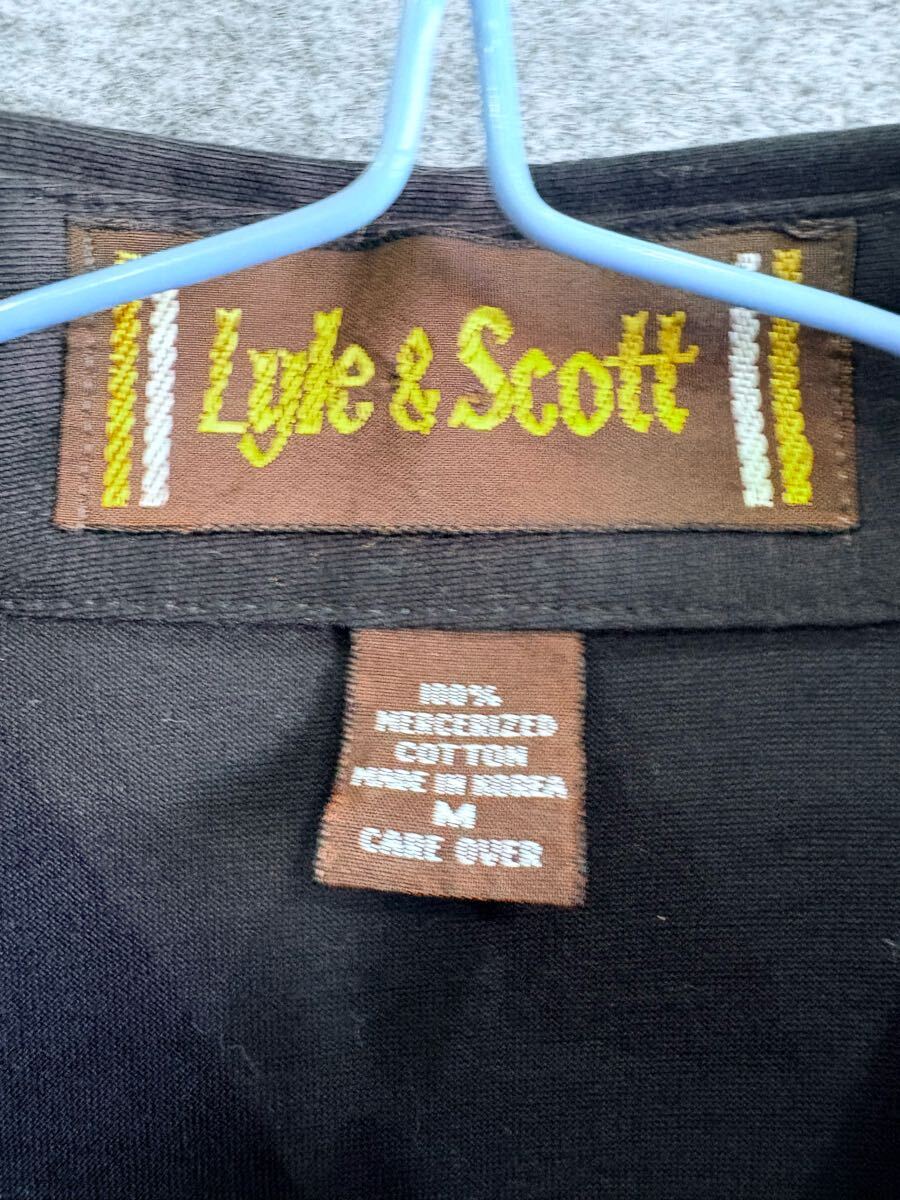 Lyle & Scott
100%
MERCERIZED
COTTON
MADE IN KOREA
M
CARE OVER